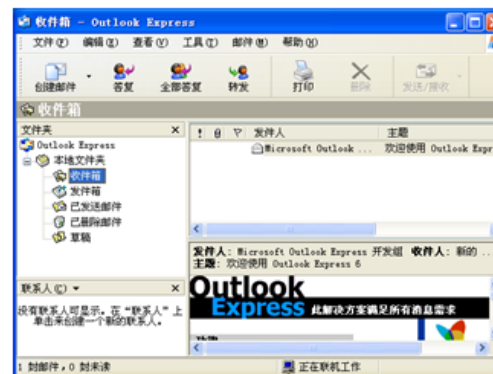 收件箱 - Outlook Express
文件(F) 编辑(E) 查看(V) 工具(T) 邮件(M) 帮助(H)
创建邮件 答复 全部答复 转发 打印 删除 发送/接收
收件箱
文件夹 ×
Outlook Express
本地文件夹
收件箱
发件箱
已发送邮件
已删除邮件
草稿
联系人(C) ×
没有联系人可显示。在“联系人”上
单击来创建一个新的联系人。
! 发件人 主题
Microsoft Outlook ... 欢迎使用 Outlook Expr
发件人: Microsoft Outlook Express 开发组 收件人: 新的 ...
主题: 欢迎使用 Outlook Express 6
Outlook
Express 此解决方案满足所有消息需求
1 封邮件，0 封未读 正在联机工作